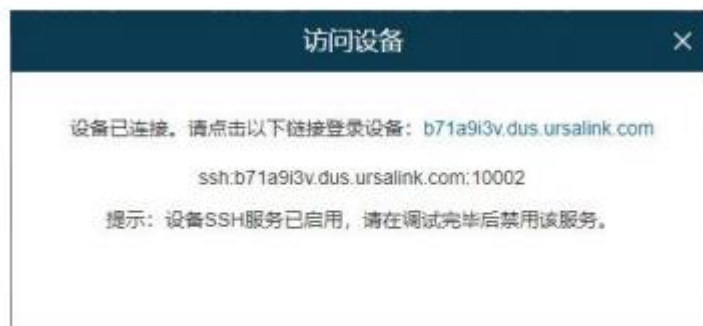 访问设备
设备已连接。请点击以下链接登录设备：b71a9i3v.dus.ursalink.com
ssh:b71a9i3v.dus.ursalink.com:10002
提示：设备SSH服务已启用，请在调试完毕后禁用该服务。